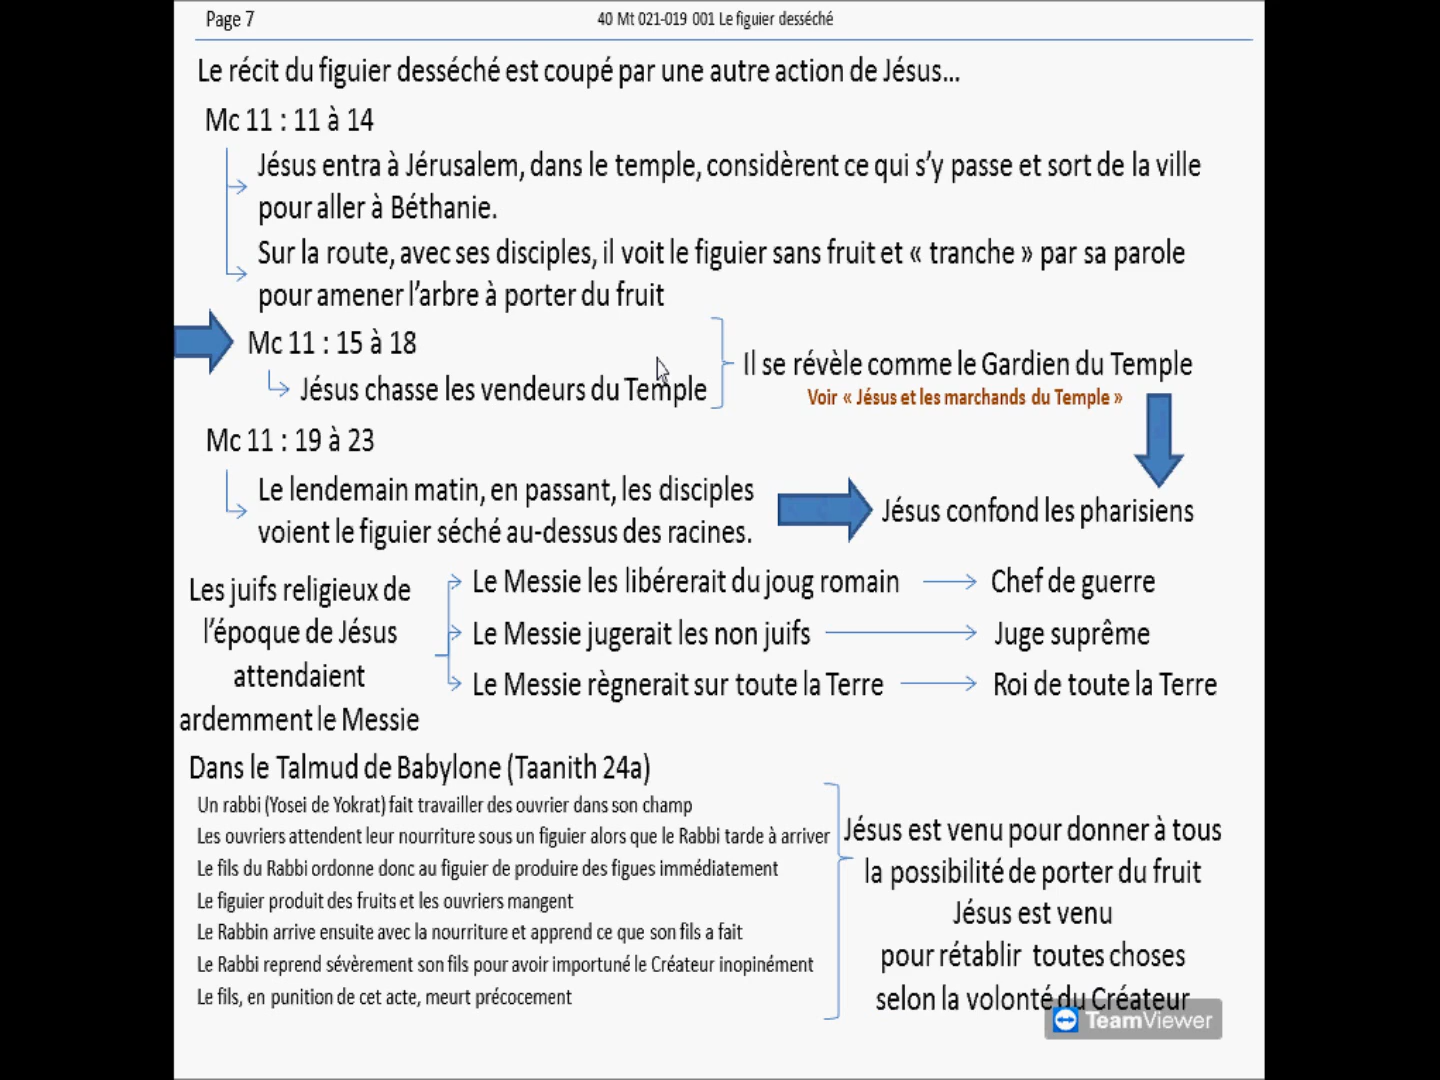 Page 7
40 Mt 021-019 001 Le figuier desséché
Le récit du figuier desséché est coupé par une autre action de Jésus...
Mc 11 : 11 à 14
Jésus entra à Jérusalem, dans le temple, considèrent ce qui s'y passe et sort de la ville
pour aller à Béthanie.
Sur la route, avec ses disciples, il voit le figuier sans fruit et « tranche » par sa parole
pour amener l'arbre à porter du fruit
Mc 11 : 15 à 18
Jésus chasse les vendeurs du Temple
Il se révèle comme le Gardien du Temple
Voir « Jésus et les marchands du Temple »
Mc 11 : 19 à 23
Le lendemain matin, en passant, les disciples
voient le figuier séché au-dessus des racines.
Jésus confond les pharisiens
Les juifs religieux de
l'époque de Jésus
attendaient
ardemment le Messie
Le Messie les libérerait du joug romain
Chef de guerre
Le Messie jugerait les non juifs
Juge suprême
Le Messie règnerait sur toute la Terre
Roi de toute la Terre
Dans le Talmud de Babylone (Taanith 24a)
Un rabbi (Yosei de Yokrat) fait travailler des ouvrier dans son champ
Les ouvriers attendent leur nourriture sous un figuier alors que le Rabbi tarde à arriver
Le fils du Rabbi ordonne donc au figuier de produire des figues immédiatement
Le figuier produit des fruits et les ouvriers mangent
Le Rabbin arrive ensuite avec la nourriture et apprend ce que son fils a fait
Le Rabbi reprend sévèrement son fils pour avoir importuné le Créateur inopinément
Le fils, en punition de cet acte, meurt précocement
Jésus est venu pour donner à tous
la possibilité de porter du fruit
Jésus est venu
pour rétablir toutes choses
selon la volonté du Créateur
TeamViewer